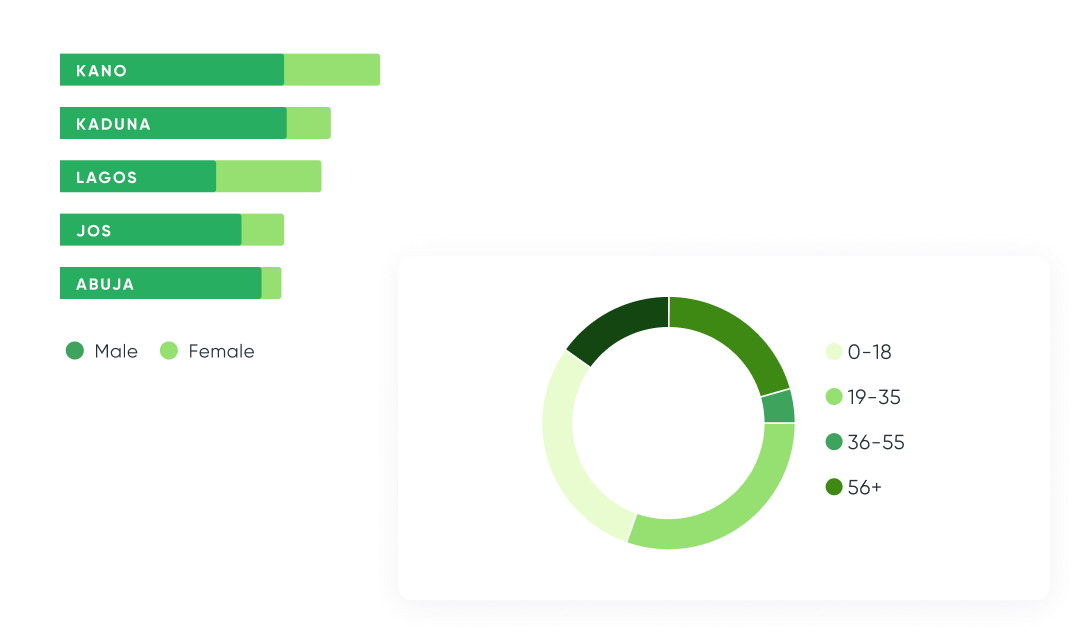 KANO
KADUNA
LAGOS
JOS
ABUJA
Male
Female
0-18
19-35
36-55
56+